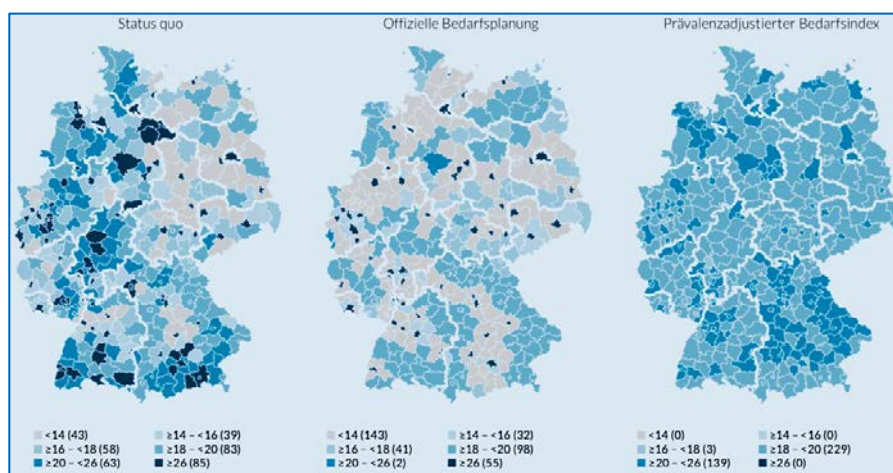 Status quo
Offizielle Bedarfsplanung
Prävalenzadjustierter Bedarfsindex
<14 (43)
≥14 – <16 (39)
≥16 – <18 (58)
≥18 – <20 (83)
≥20 – <26 (63)
≥26 (85)
<14 (143)
≥14 – <16 (32)
≥16 – <18 (41)
≥18 – <20 (98)
≥20 – <26 (2)
≥26 (55)
<14 (0)
≥14 – <16 (0)
≥16 – <18 (3)
≥18 – <20 (229)
≥20 – <26 (139)
≥26 (0)